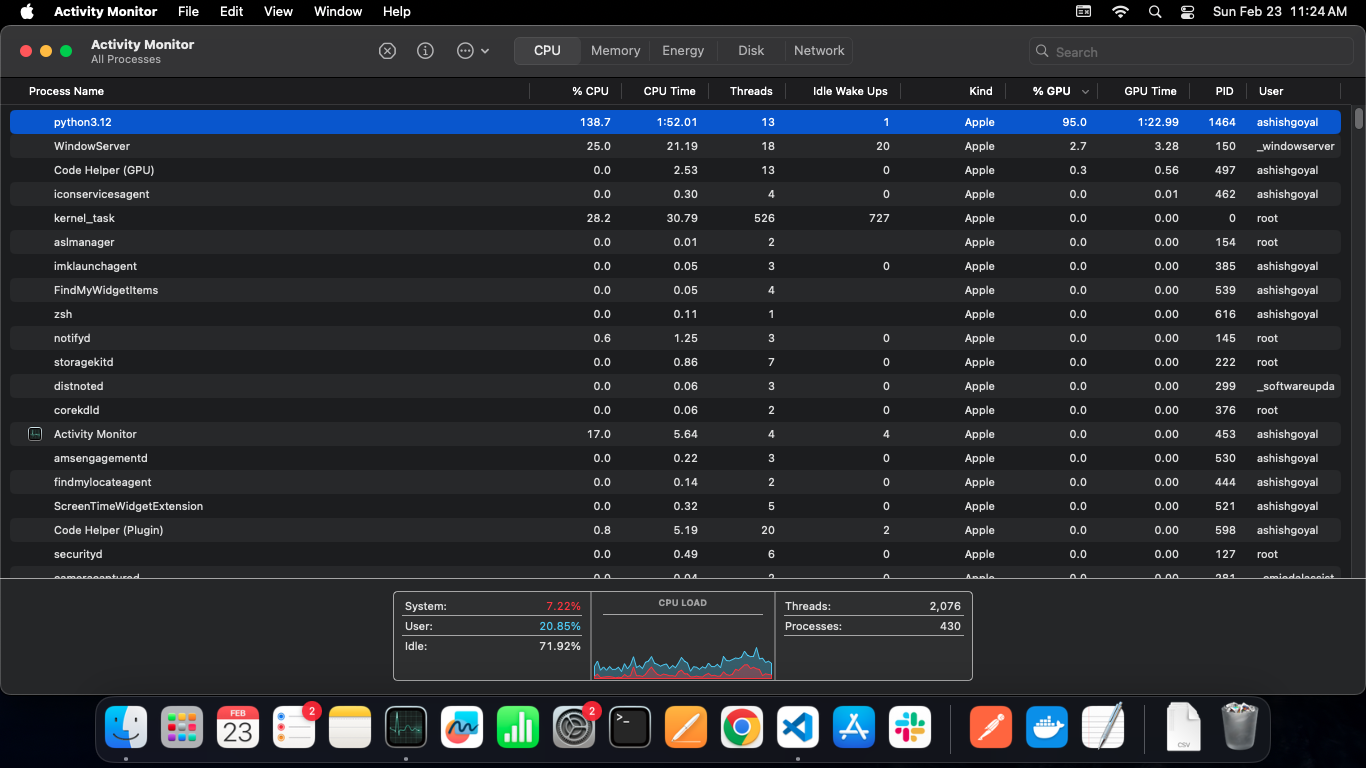 Activity Monitor File Edit View Window Help Sun Feb 23 11:24 AM
Activity Monitor
All Processes
CPU Memory Energy Disk Network Search
Process Name % CPU CPU Time Threads Idle Wake Ups Kind % GPU GPU Time PID User
python3.12 138.7 1:52.01 13 1 Apple 95.0 1:22.99 1464 ashishgoyal
WindowServer 25.0 21.19 18 20 Apple 2.7 3.28 150 _windowserver
Code Helper (GPU) 0.0 2.53 13 0 Apple 0.3 0.56 497 ashishgoyal
iconservicesagent 0.0 0.30 4 0 Apple 0.0 0.01 462 ashishgoyal
kernel_task 28.2 30.79 526 727 Apple 0.0 0.00 0 root
aslmanager 0.0 0.01 2 Apple 0.0 0.00 154 root
imklaunchagent 0.0 0.05 3 0 Apple 0.0 0.00 385 ashishgoyal
FindMyWidgetItems 0.0 0.05 4 Apple 0.0 0.00 539 ashishgoyal
zsh 0.0 0.11 1 Apple 0.0 0.00 616 ashishgoyal
notifyd 0.6 1.25 3 0 Apple 0.0 0.00 145 root
storagekitd 0.0 0.86 7 0 Apple 0.0 0.00 222 root
distnoted 0.0 0.06 3 0 Apple 0.0 0.00 299 _softwareupda
corekdld 0.0 0.06 2 0 Apple 0.0 0.00 376 root
Activity Monitor 17.0 5.64 4 4 Apple 0.0 0.00 453 ashishgoyal
amsengagementd 0.0 0.22 3 0 Apple 0.0 0.00 530 ashishgoyal
findmylocateagent 0.0 0.14 2 0 Apple 0.0 0.00 444 ashishgoyal
ScreenTimeWidgetExtension 0.0 0.32 5 0 Apple 0.0 0.00 521 ashishgoyal
Code Helper (Plugin) 0.8 5.19 20 2 Apple 0.0 0.00 598 ashishgoyal
securityd 0.0 0.49 6 0 Apple 0.0 0.00 127 root
System: 7.22% CPU LOAD Threads: 2,076
User: 20.85% Processes: 430
Idle: 71.92%
FEB 2 2
23
>_
CSV